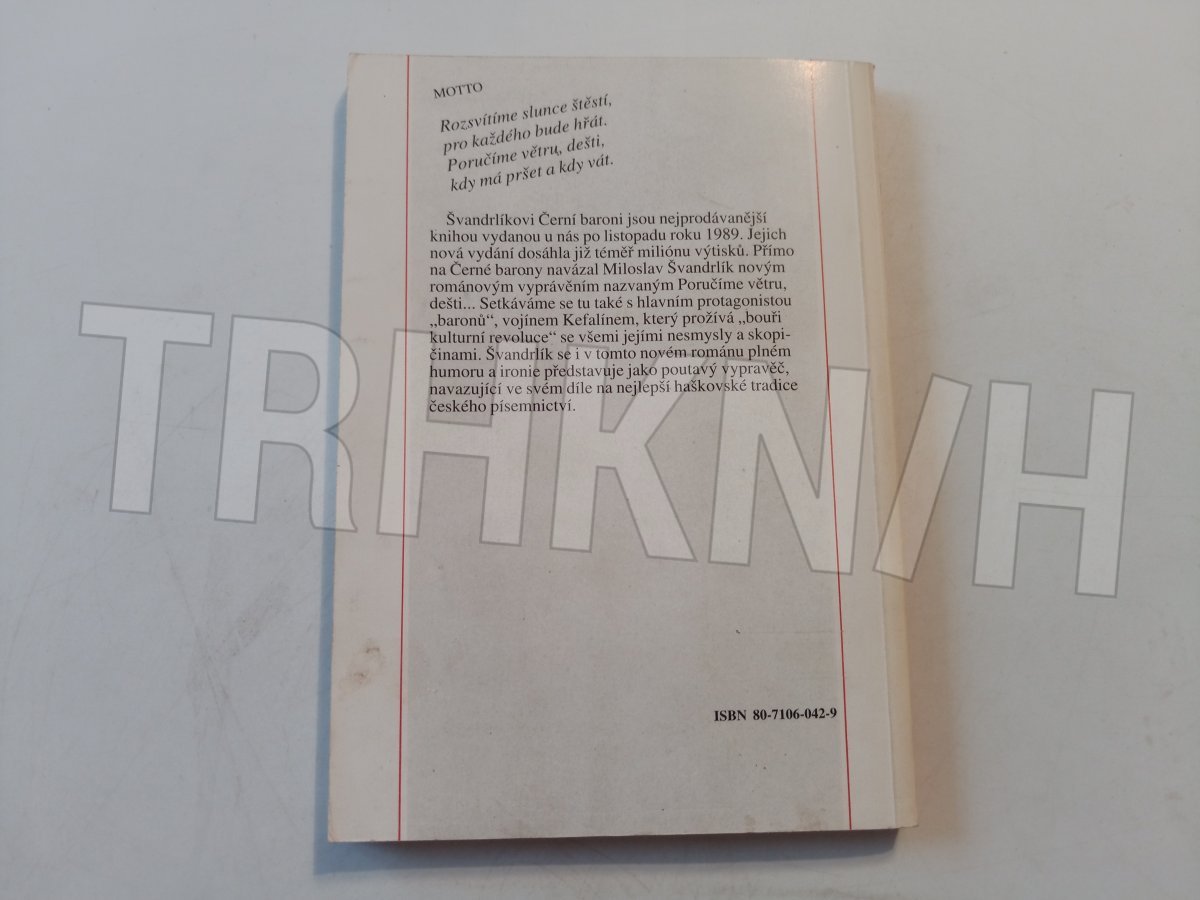 MOTTO
Rozsvítíme slunce štěstí,
pro každého bude hřát.
Poručíme větru, dešti,
kdy má pršet a kdy vát.
Švandrlíkovi Černí baroni jsou nejprodávanější
knihou vydanou u nás po listopadu roku 1989. Jejich
nová vydání dosáhla již téměř miliónu výtisků. Přímo
na Černé barony navázal Miloslav Švandrlík novým
románovým vyprávěním nazvaným Poručíme větru,
dešti... Setkáváme se tu také s hlavním protagonistou
„baronů“, vojínem Kefalínem, který prožívá „bouři
kulturní revoluce“ se všemi jejími nesmysly a skopi-
činami. Švandrlík se i v tomto novém románu plném
humoru a ironie představuje jako poutavý vypravěč,
navazující ve svém díle na nejlepší haškovské tradice
českého písemnictví.
TRHKNIH
ISBN 80-7106-042-9